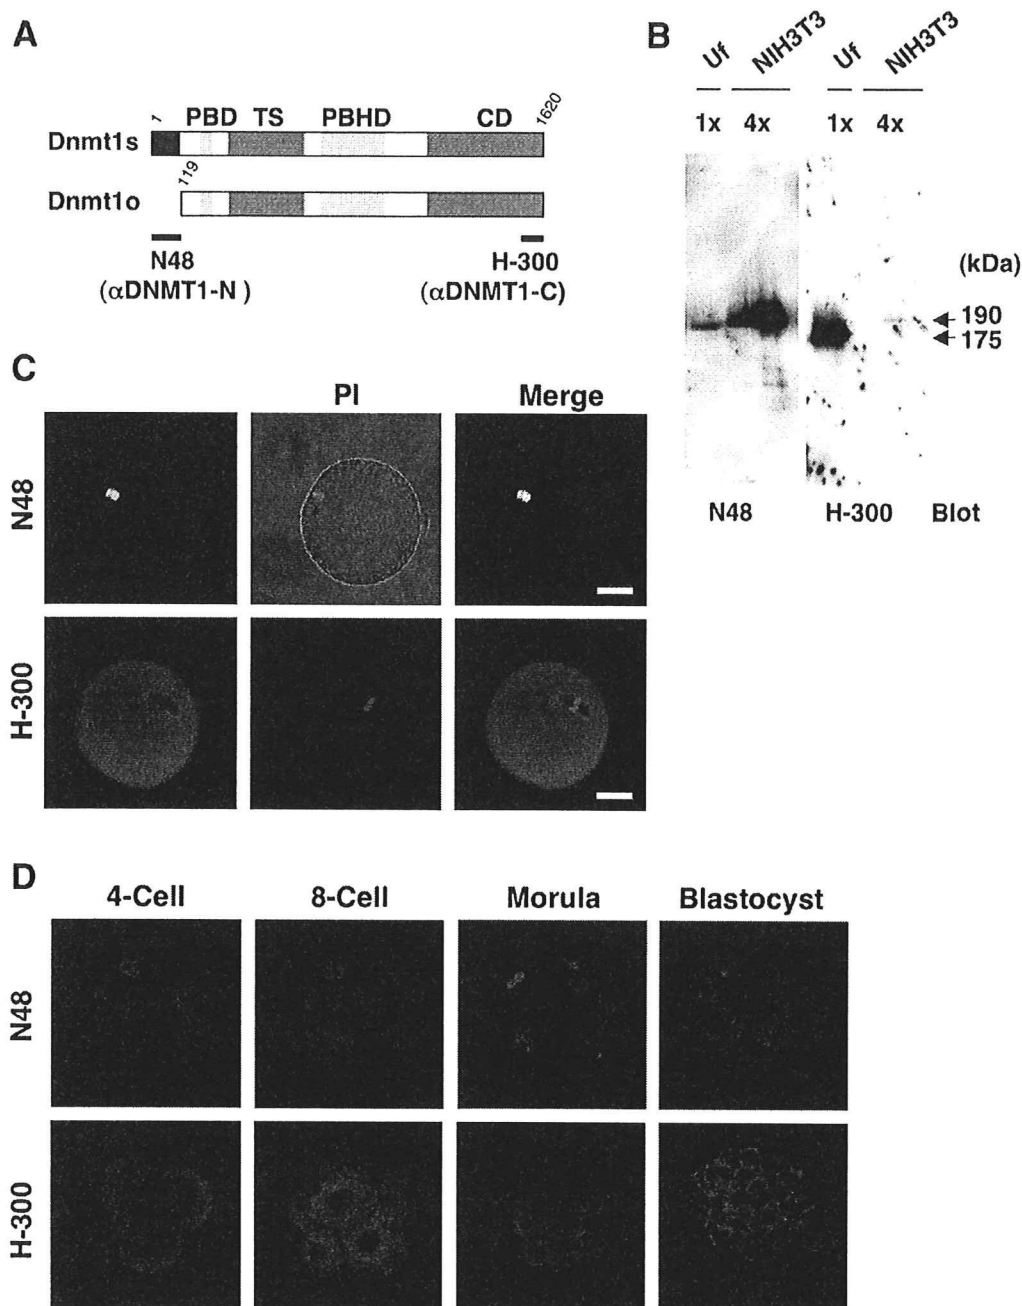 A
1
PBD TS PBHD CD 1620
Dnmt1s
119
Dnmt1o
N48 H-300
(αDNMT1-N ) (αDNMT1-C)
B
Uf NIH3T3 Uf NIH3T3
1x 4x 1x 4x
(kDa)
190
175
N48 H-300 Blot
C
PI Merge
N48
H-300
D
4-Cell 8-Cell Morula Blastocyst
N48
H-300